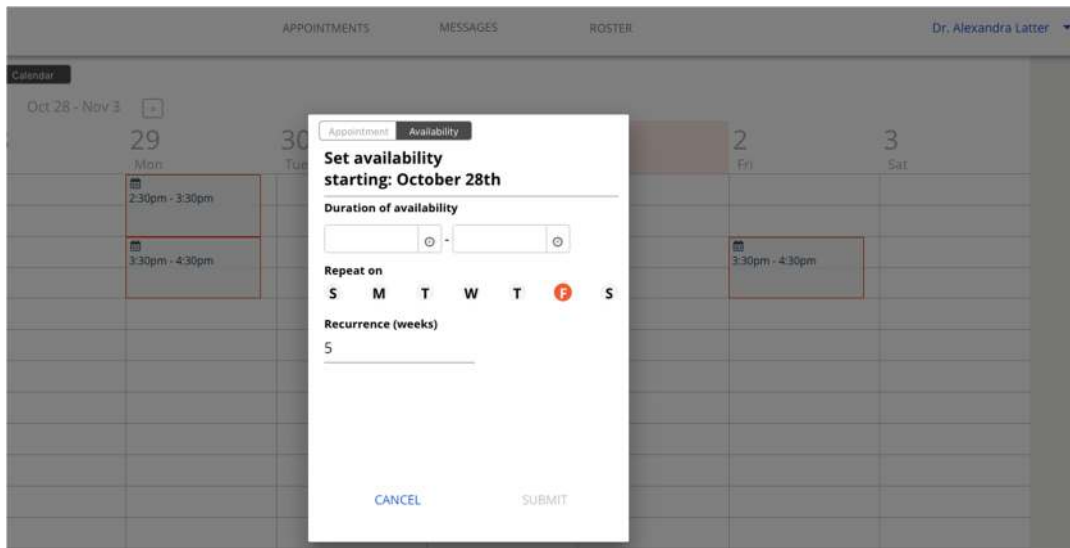 APPOINTMENTS MESSAGES ROSTER Dr. Alexandra Latter
Calendar
Oct 28 - Nov 3
29 30 2 3
Mon Tue Fri Sat
2:30pm - 3:30pm
3:30pm - 4:30pm 3:30pm - 4:30pm
Appointment Availability
Set availability
starting: October 28th
Duration of availability
-
Repeat on
S M T W T F S
Recurrence (weeks)
5
CANCEL SUBMIT